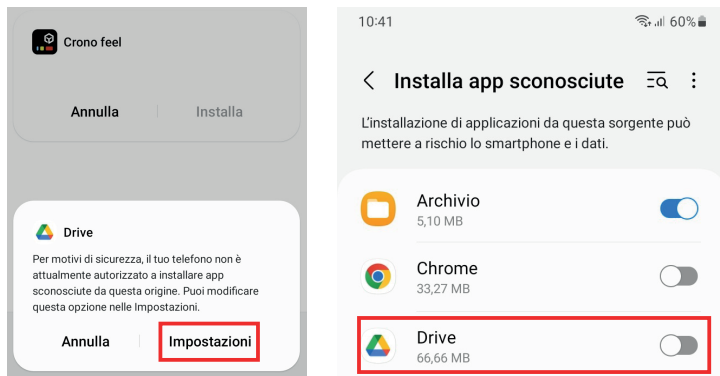 Crono feel
Annulla Installa
Drive
Per motivi di sicurezza, il tuo telefono non è
attualmente autorizzato a installare app
sconosciute da questa origine. Puoi modificare
questa opzione nelle Impostazioni.
Annulla Impostazioni
10:41 60%
Installa app sconosciute
L'installazione di applicazioni da questa sorgente può
mettere a rischio lo smartphone e i dati.
Archivio
5,10 MB
Chrome
33,27 MB
Drive
66,66 MB